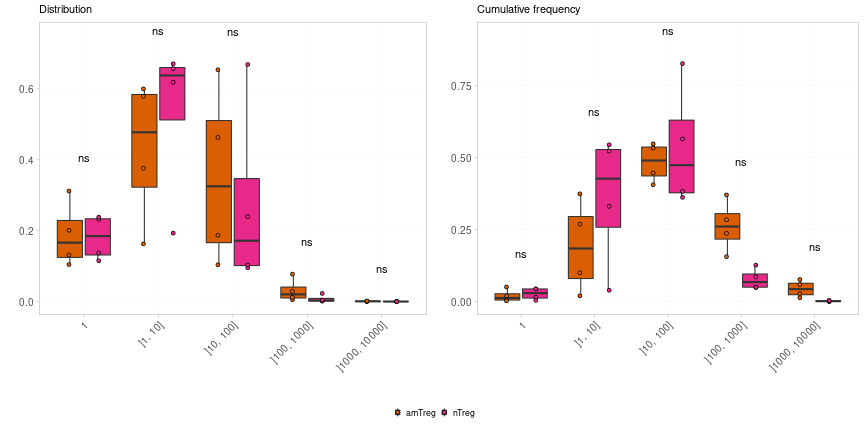 Distribution
ns
ns
ns
ns
ns
0.6
0.4
0.2
0.0
1
]1, 10]
]10, 100]
]100, 1000]
]1000, 10000]
Cumulative frequency
ns
ns
ns
ns
ns
0.75
0.50
0.25
0.00
1
]1, 10]
]10, 100]
]100, 1000]
]1000, 10000]
amTreg nTreg